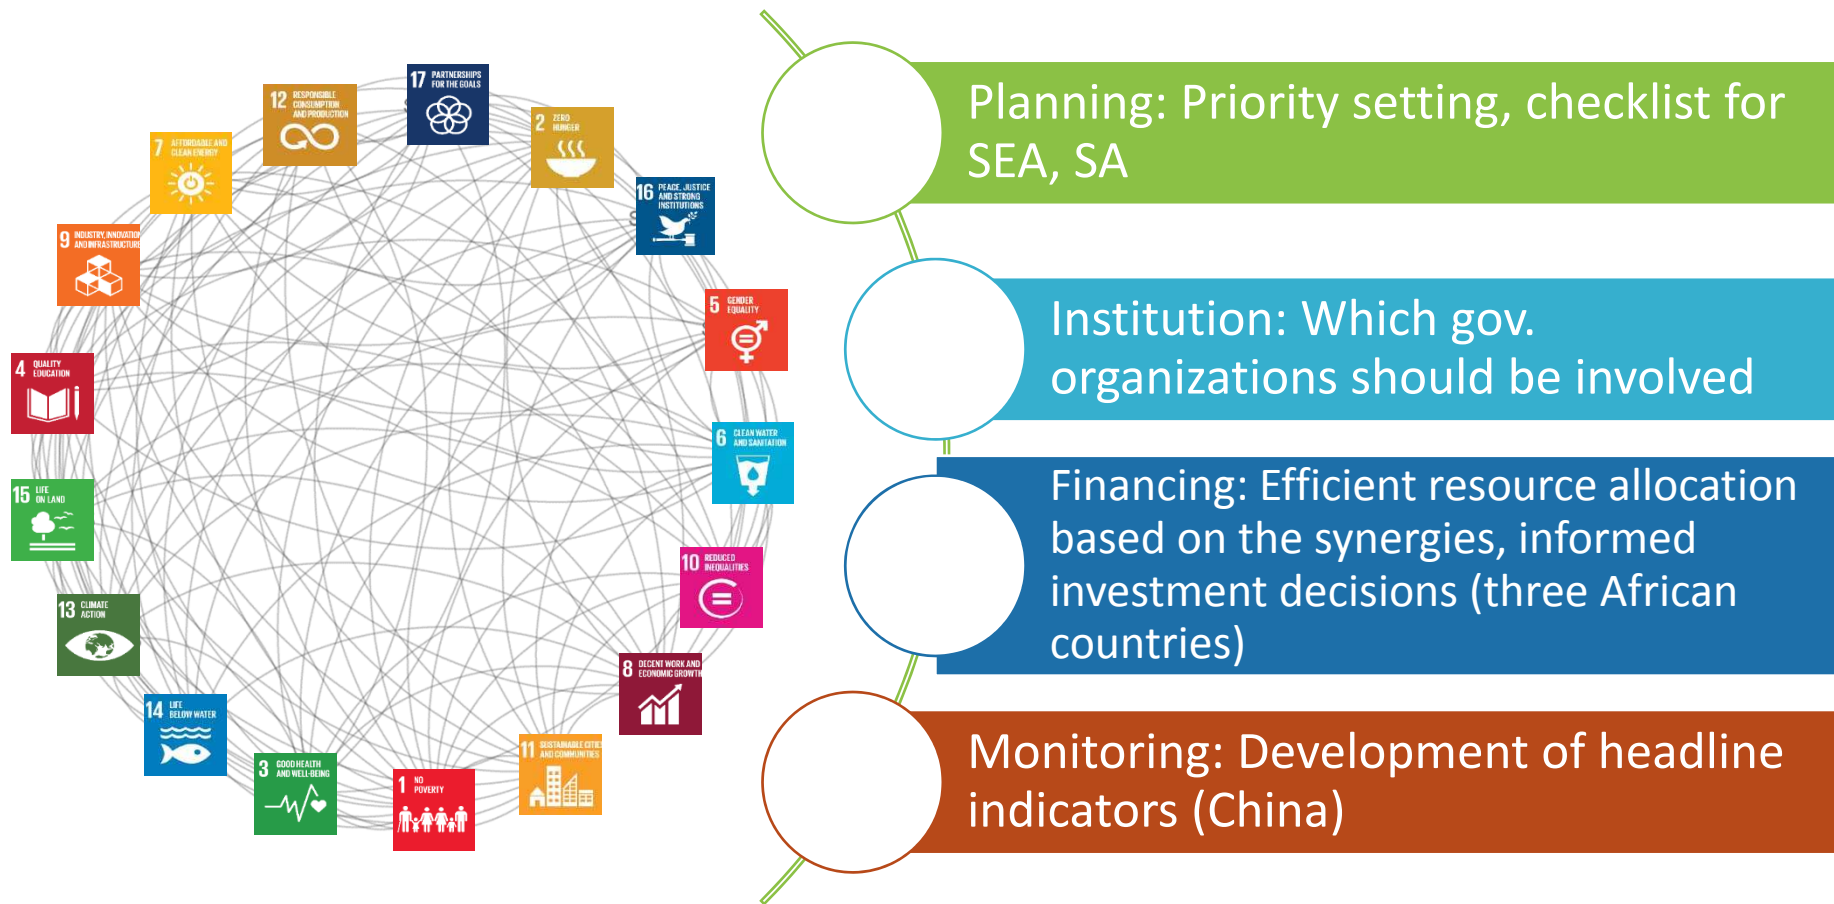 17 PARTNERSHIPS
FOR THE GOALS
12 RESPONSIBLE
CONSUMPTION
AND PRODUCTION
2 ZERO
HUNGER
7 AFFORDABLE AND
CLEAN ENERGY
16 PEACE, JUSTICE
AND STRONG
INSTITUTIONS
9 INDUSTRY, INNOVATION
AND INFRASTRUCTURE
5 GENDER
EQUALITY
4 QUALITY
EDUCATION
6 CLEAN WATER
AND SANITATION
15 LIFE
ON LAND
10 REDUCED
INEQUALITIES
13 CLIMATE
ACTION
8 DECENT WORK AND
ECONOMIC GROWTH
14 LIFE
BELOW WATER
11 SUSTAINABLE CITIE
AND COMMUNITIES
3 GOOD HEALTH
AND WELL-BEING
1 NO
POVERTY
Planning: Priority setting, checklist for
SEA, SA
Institution: Which gov.
organizations should be involved
Financing: Efficient resource allocation
based on the synergies, informed
investment decisions (three African
countries)
Monitoring: Development of headline
indicators (China)